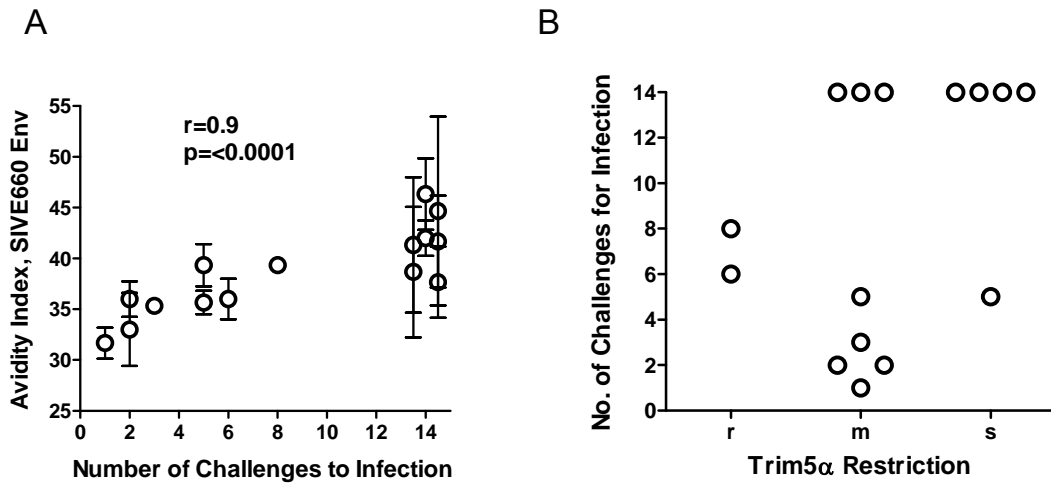 A
Avidity Index, SIVE660 Env
55
50
45
40
35
30
25
r=0.9
p=<0.0001
0 2 4 6 8 10 12 14
Number of Challenges to Infection
B
No. of Challenges for Infection
14
12
10
8
6
4
2
0
r m s
Trim5α Restriction